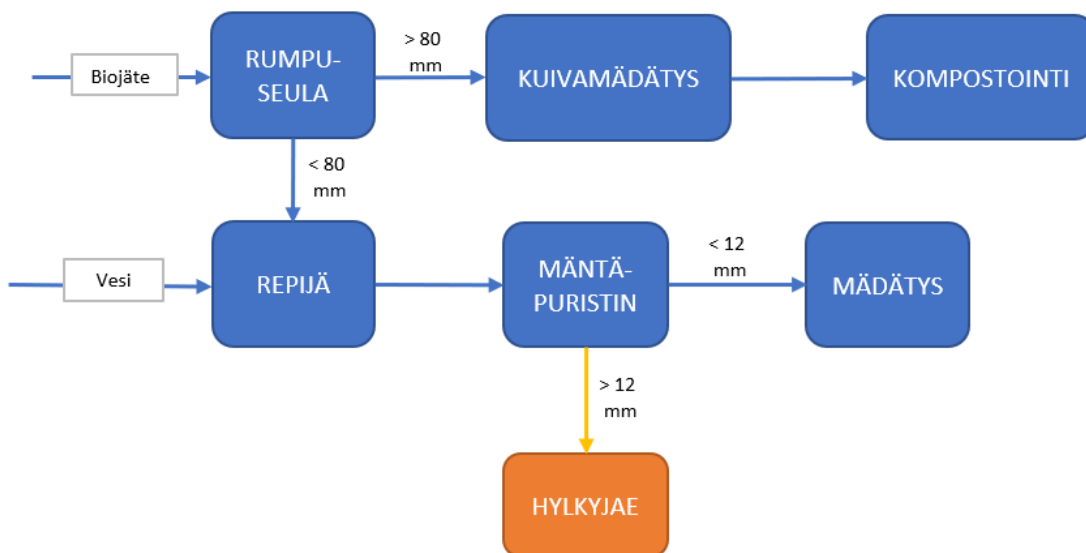 Biojäte
RUMPU-
SEULA
> 80
mm
KUIVAMÄDÄTYS
KOMPOSTOINTI
< 80
mm
Vesi
REPIJÄ
MÄNTÄ-
PURISTIN
< 12
mm
MÄDÄTYS
> 12
mm
HYLKYJAE